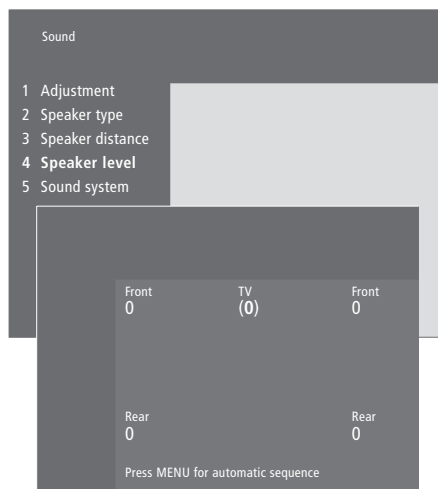 Sound
1 Adjustment
2 Speaker type
3 Speaker distance
4 Speaker level
5 Sound system
Front TV Front
0 (0) 0
Rear Rear
0 0
Press MENU for automatic sequence